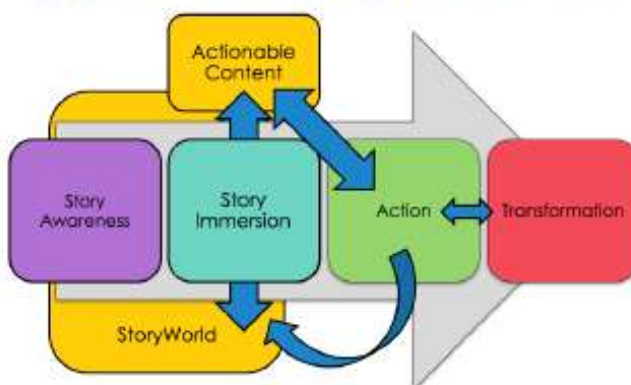 Actionable
Content
Story
Awareness
Story
Immersion
Action
Transformation
StoryWorld